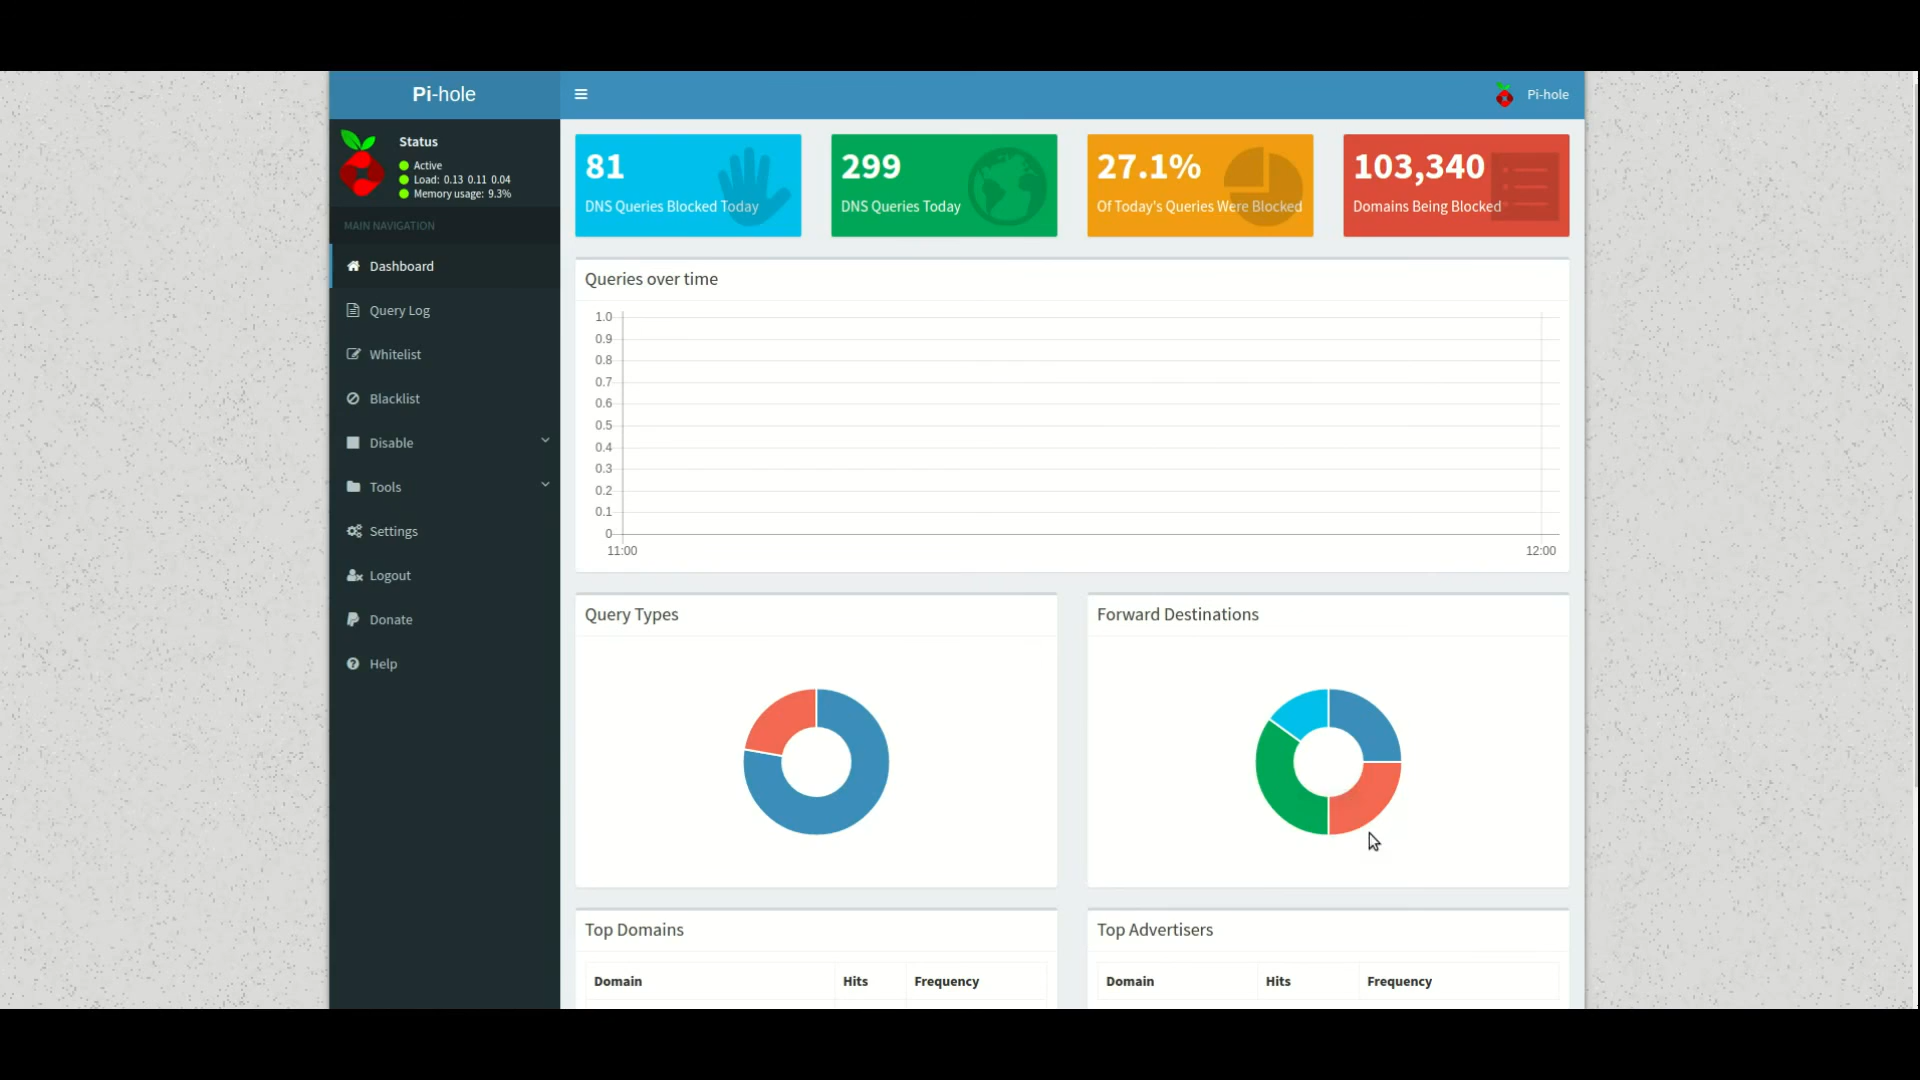 Pi-hole
Pi-hole
Status
Active
Load: 0.13 0.11 0.04
Memory usage: 9.3%
MAIN NAVIGATION
Dashboard
Query Log
Whitelist
Blacklist
Disable
Tools
Settings
Logout
Donate
Help
81
DNS Queries Blocked Today
299
DNS Queries Today
27.1%
Of Today's Queries Were Blocked
103,340
Domains Being Blocked
Queries over time
1.0
0.9
0.8
0.7
0.6
0.5
0.4
0.3
0.2
0.1
0
11:00 12:00
Query Types
Forward Destinations
Top Domains
Domain Hits Frequency
Top Advertisers
Domain Hits Frequency